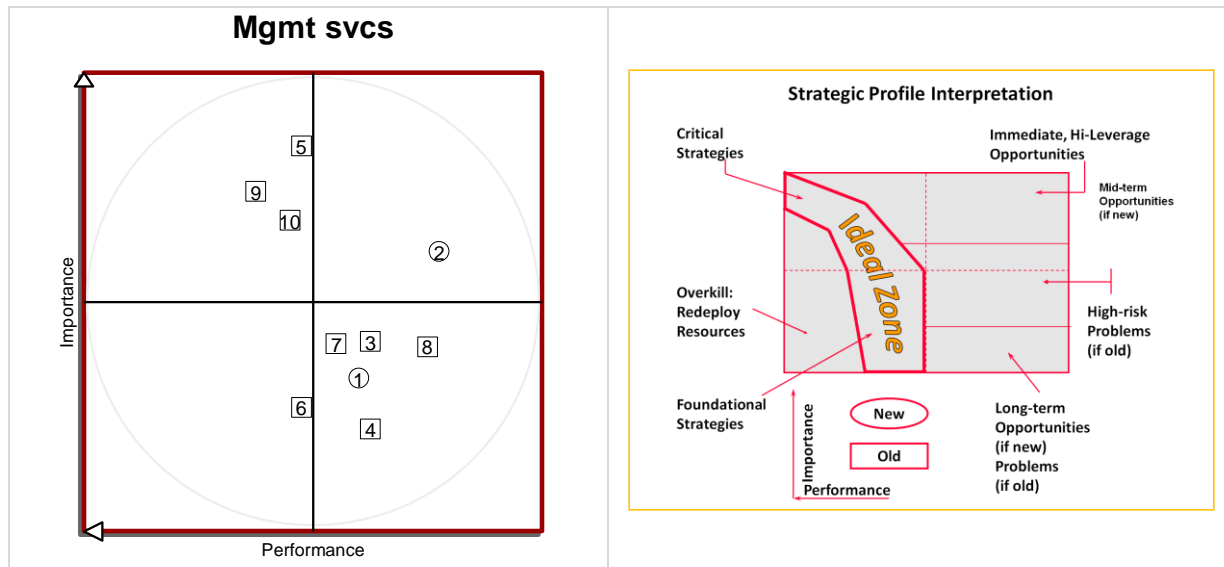 Mgmt svcs
5
9
10
2
7
3
8
1
6
4
Importance
Performance
Strategic Profile Interpretation
Critical
Strategies
Immediate, Hi-Leverage
Opportunities
Mid-term
Opportunities
(if new)
Ideal Zone
Overkill:
Redeploy
Resources
High-risk
Problems
(if old)
Foundational
Strategies
New
Old
Importance
Performance
Long-term
Opportunities
(if new)
Problems
(if old)